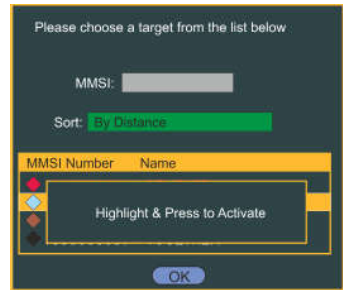 Please choose a target from the list below
MMSI:
Sort: By Distance
MMSI Number Name
Highlight & Press to Activate
OK